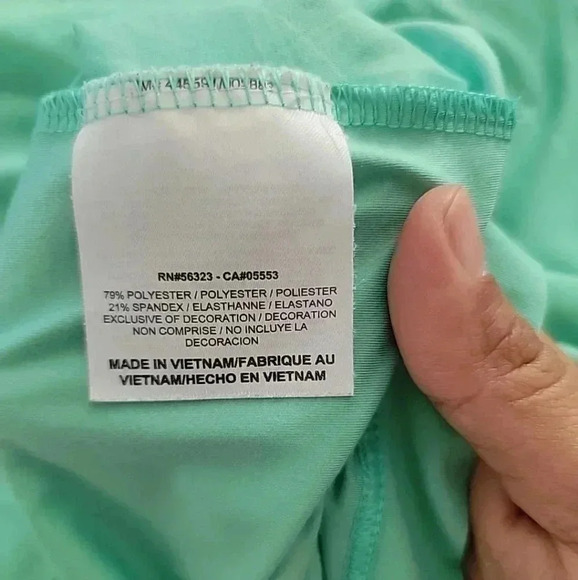 RN#56323 - CA#05553
79% POLYESTER / POLYESTER / POLIESTER
21% SPANDEX / ELASTHANNE / ELASTANO
EXCLUSIVE OF DECORATION / DECORATION
NON COMPRISE / NO INCLUYE LA
DECORACION
MADE IN VIETNAM/FABRIQUE AU
VIETNAM/HECHO EN VIETNAM